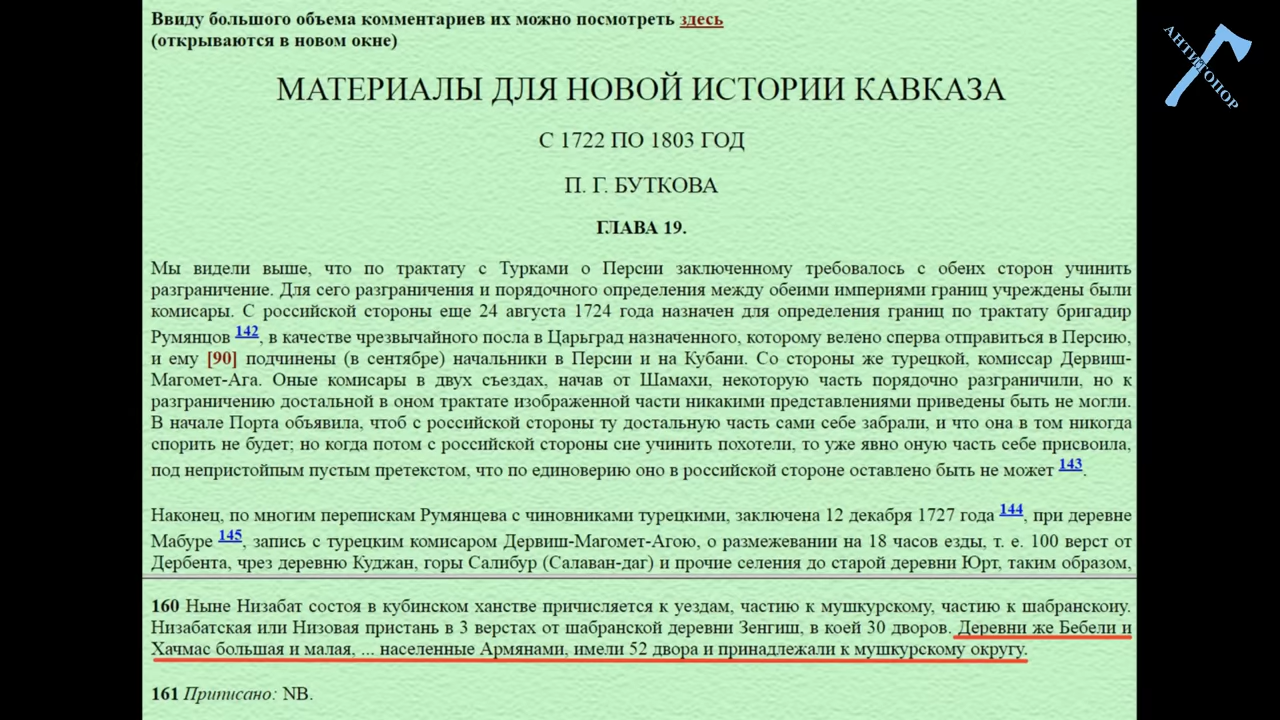 Ввиду большого объема комментариев их можно посмотреть здесь
(открываются в новом окне)
МАТЕРИАЛЫ ДЛЯ НОВОЙ ИСТОРИИ КАВКАЗА
С 1722 ПО 1803 ГОД
П. Г. БУТКОВА
ГЛАВА 19.
Мы видели выше, что по трактату с Турками о Персии заключенному требовалось с обеих сторон учинить
разграничение. Для сего разграничения и порядочного определения между обеими империями границ учреждены были
комисары. С российской стороны еще 24 августа 1724 года назначен для определения границ по трактату бригадир
Румянцов 142, в качестве чрезвычайного посла в Царьград назначенного, которому велено сперва отправиться в Персию,
и ему [90] подчинены (в сентябре) начальники в Персии и на Кубани. Со стороны же турецкой, комиссар Дервиш-
Магомет-Ага. Оные комисары в двух съездах, начав от Шамахи, некоторую часть порядочно разграничили, но к
разграничению достальной в оном трактате изображенной части никакими представлениями приведены быть не могли.
В начале Порта объявила, чтоб с российской стороны ту достальную часть сами себе забрали, и что она в том никогда
спорить не будет; но когда потом с российской стороны сие учинить похотели, то уже явно оную часть себе присвоила,
под непристойпым пустым претекстом, что по единоверию оно в российской стороне оставлено быть не может 143.
Наконец, по многим перепискам Румянцева с чиновниками турецкими, заключена 12 декабря 1727 года 144, при деревне
Мабуре 145, запись с турецким комисаром Дервиш-Магомет-Агою, о размежевании на 18 часов езды, т. е. 100 верст от
Дербента, чрез деревню Куджан, горы Салибур (Салаван-даг) и прочие селения до старой деревни Юрт, таким образом,
160 Ныне Низабат состоя в кубинском ханстве причисляется к уездам, частию к мушкурскому, частию к шабранскоиу.
Низабатская или Низовая пристань в 3 верстах от шабранской деревни Зенгиш, в коей 30 дворов. Деревни же Бебели и
Хачмас большая и малая, ... населенные Армянами, имели 52 двора и принадлежали к мушкурскому округу.
161 Приписано: NB.
АНТИТОПОР